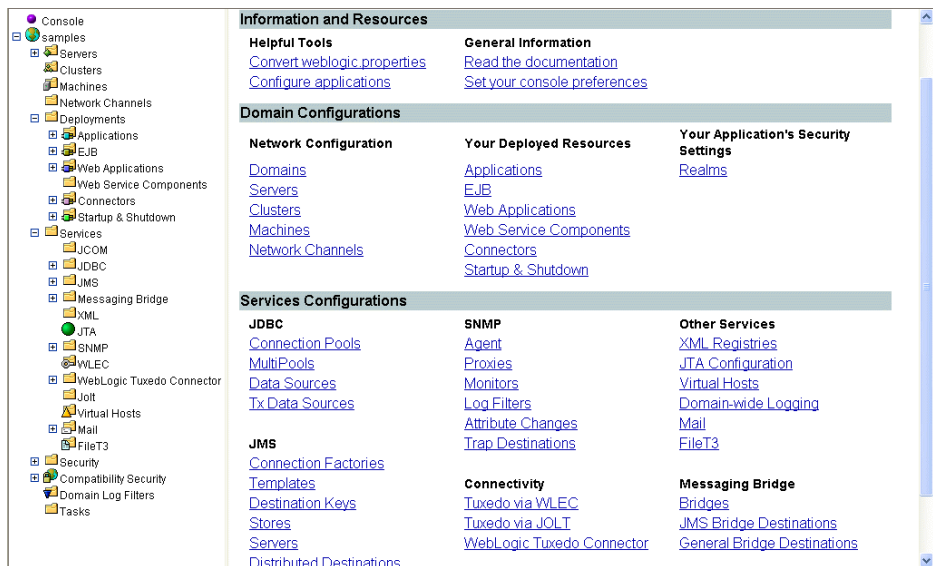 Console
samples
Servers
Clusters
Machines
Network Channels
Deployments
Applications
EJB
Web Applications
Web Service Components
Connectors
Startup & Shutdown
Services
JCOM
JDBC
JMS
Messaging Bridge
XML
JTA
SNMP
WLEC
WebLogic Tuxedo Connector
Jolt
Virtual Hosts
Mail
FileT3
Security
Compatibility Security
Domain Log Filters
Tasks
Information and Resources
Helpful Tools
Convert weblogic.properties
Configure applications
General Information
Read the documentation
Set your console preferences
Domain Configurations
Network Configuration
Domains
Servers
Clusters
Machines
Network Channels
Your Deployed Resources
Applications
EJB
Web Applications
Web Service Components
Connectors
Startup & Shutdown
Your Application's Security
Settings
Realms
Services Configurations
JDBC
Connection Pools
MultiPools
Data Sources
Tx Data Sources
JMS
Connection Factories
Templates
Destination Keys
Stores
Servers
Distributed Destinations
SNMP
Agent
Proxies
Monitors
Log Filters
Attribute Changes
Trap Destinations
Connectivity
Tuxedo via WLEC
Tuxedo via JOLT
WebLogic Tuxedo Connector
Other Services
XML Registries
JTA Configuration
Virtual Hosts
Domain-wide Logging
Mail
FileT3
Messaging Bridge
Bridges
JMS Bridge Destinations
General Bridge Destinations